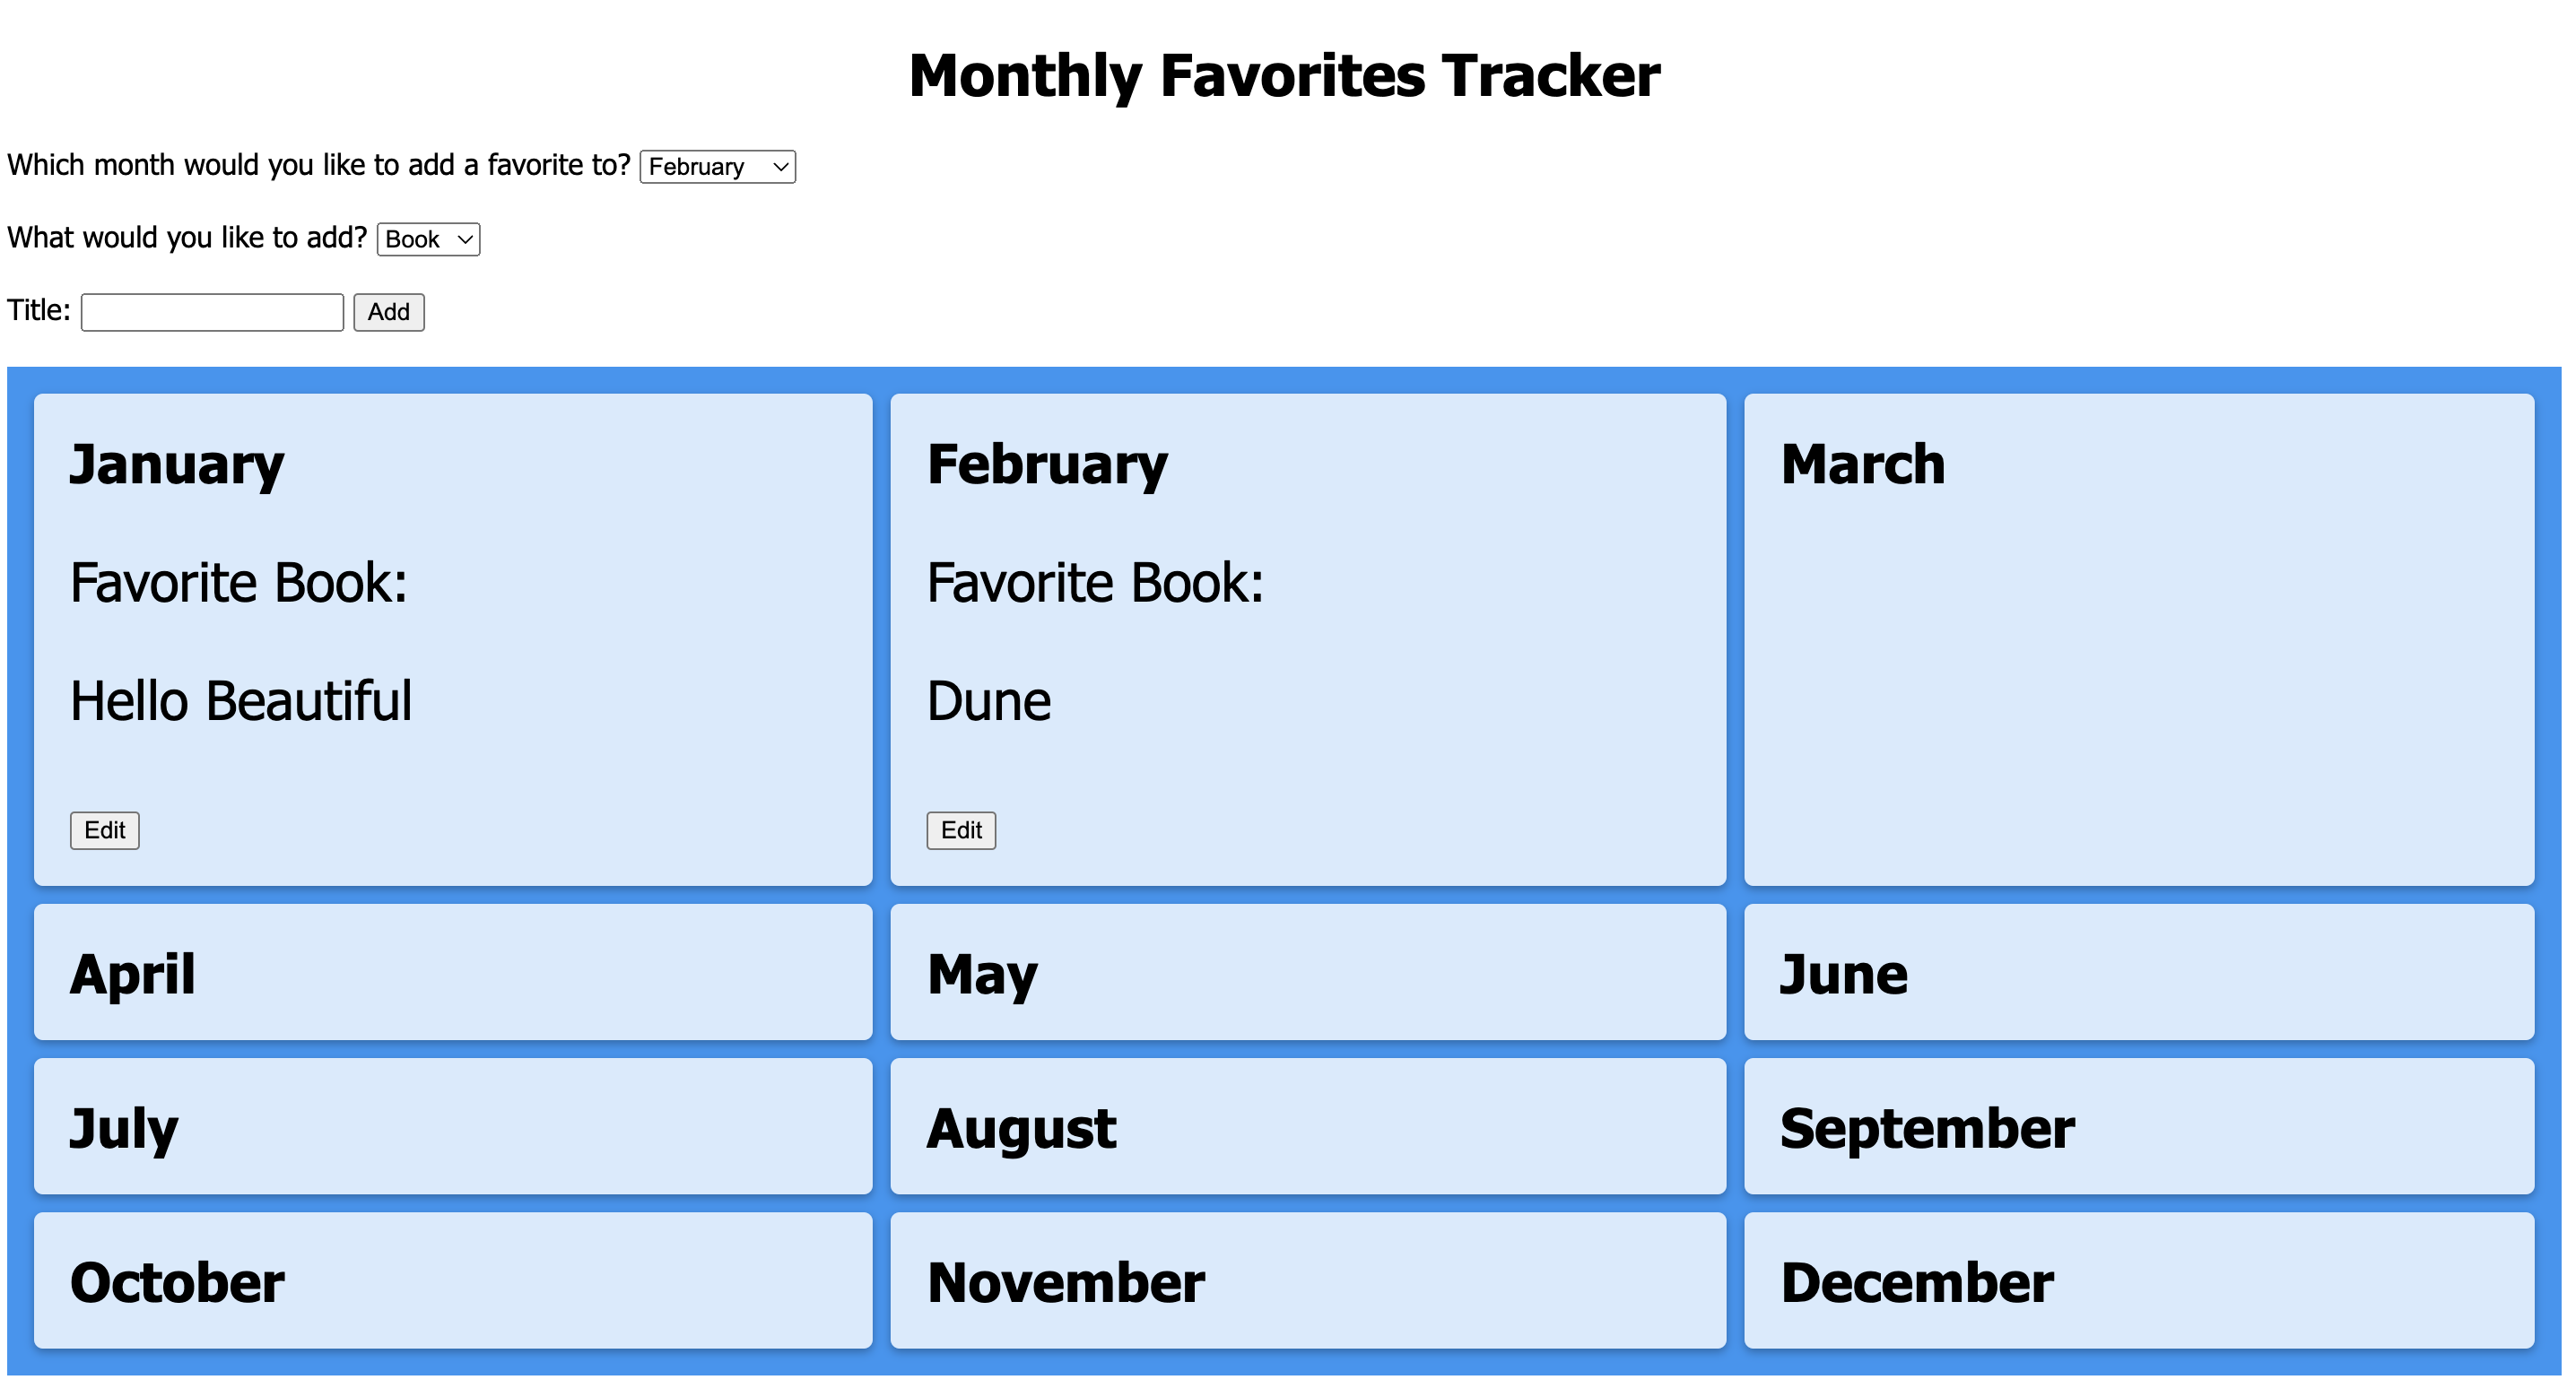 Monthly Favorites Tracker
Which month would you like to add a favorite to? February
What would you like to add? Book
Title: Add
January
Favorite Book:
Hello Beautiful
Edit
February
Favorite Book:
Dune
Edit
March
April
May
June
July
August
September
October
November
December